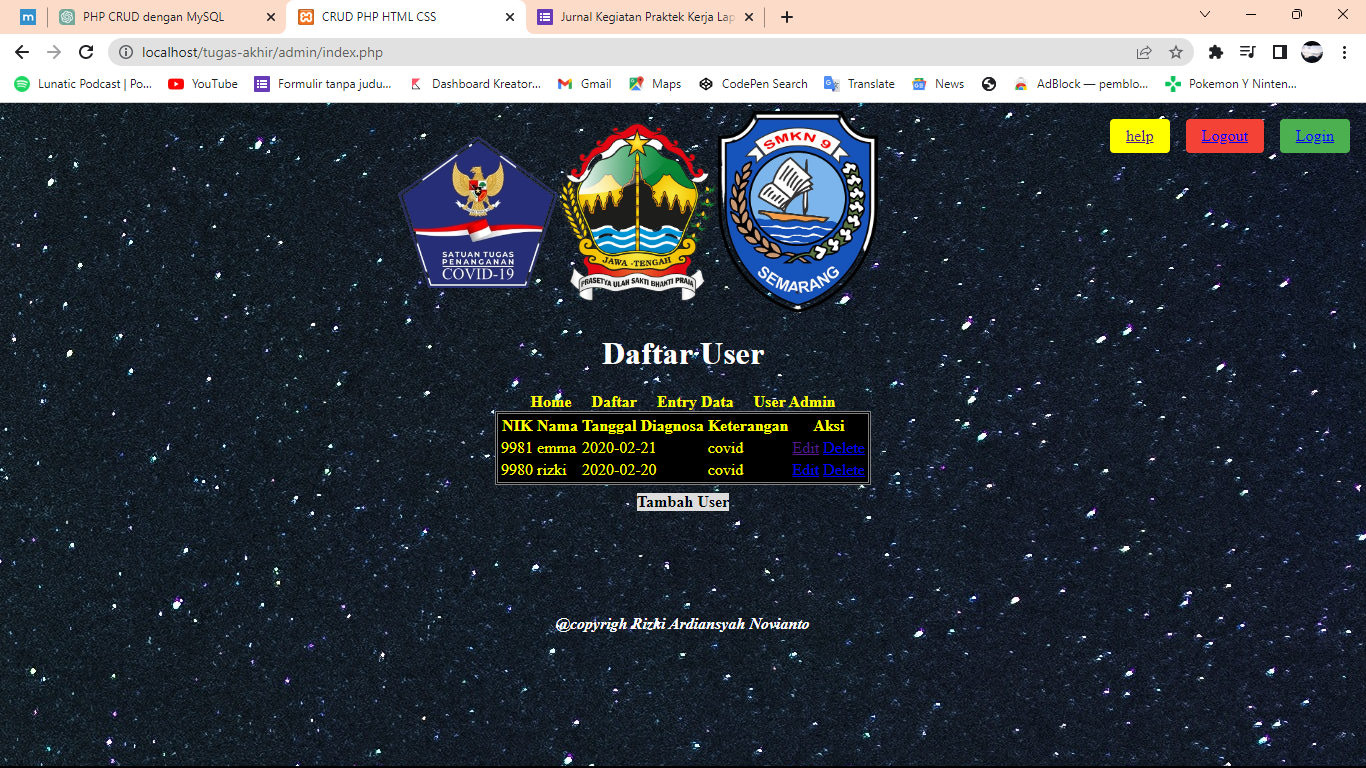 PHP CRUD dengan MySQL
CRUD PHP HTML CSS
Jurnal Kegiatan Praktek Kerja Lap
localhost/tugas-akhir/admin/index.php
Lunatic Podcast | Po...
YouTube
Formulir tanpa judu...
Dashboard Kreator...
Gmail
Maps
CodePen Search
Translate
News
AdBlock — pemblo...
Pokemon Y Ninten...
help
Logout
Login
SATUAN TUGAS
PENANGANAN
COVID-19
JAWA - TENGAH
PRASETYA ULAH SAKTI BHAKTI PRAJA
SMKN 9
SEMARANG
Daftar User
Home Daftar Entry Data User Admin
NIK Nama Tanggal Diagnosa Keterangan Aksi
9981 emma 2020-02-21 covid Edit Delete
9980 rizki 2020-02-20 covid Edit Delete
Tambah User
@copyrigh Rizki Ardiansyah Novianto